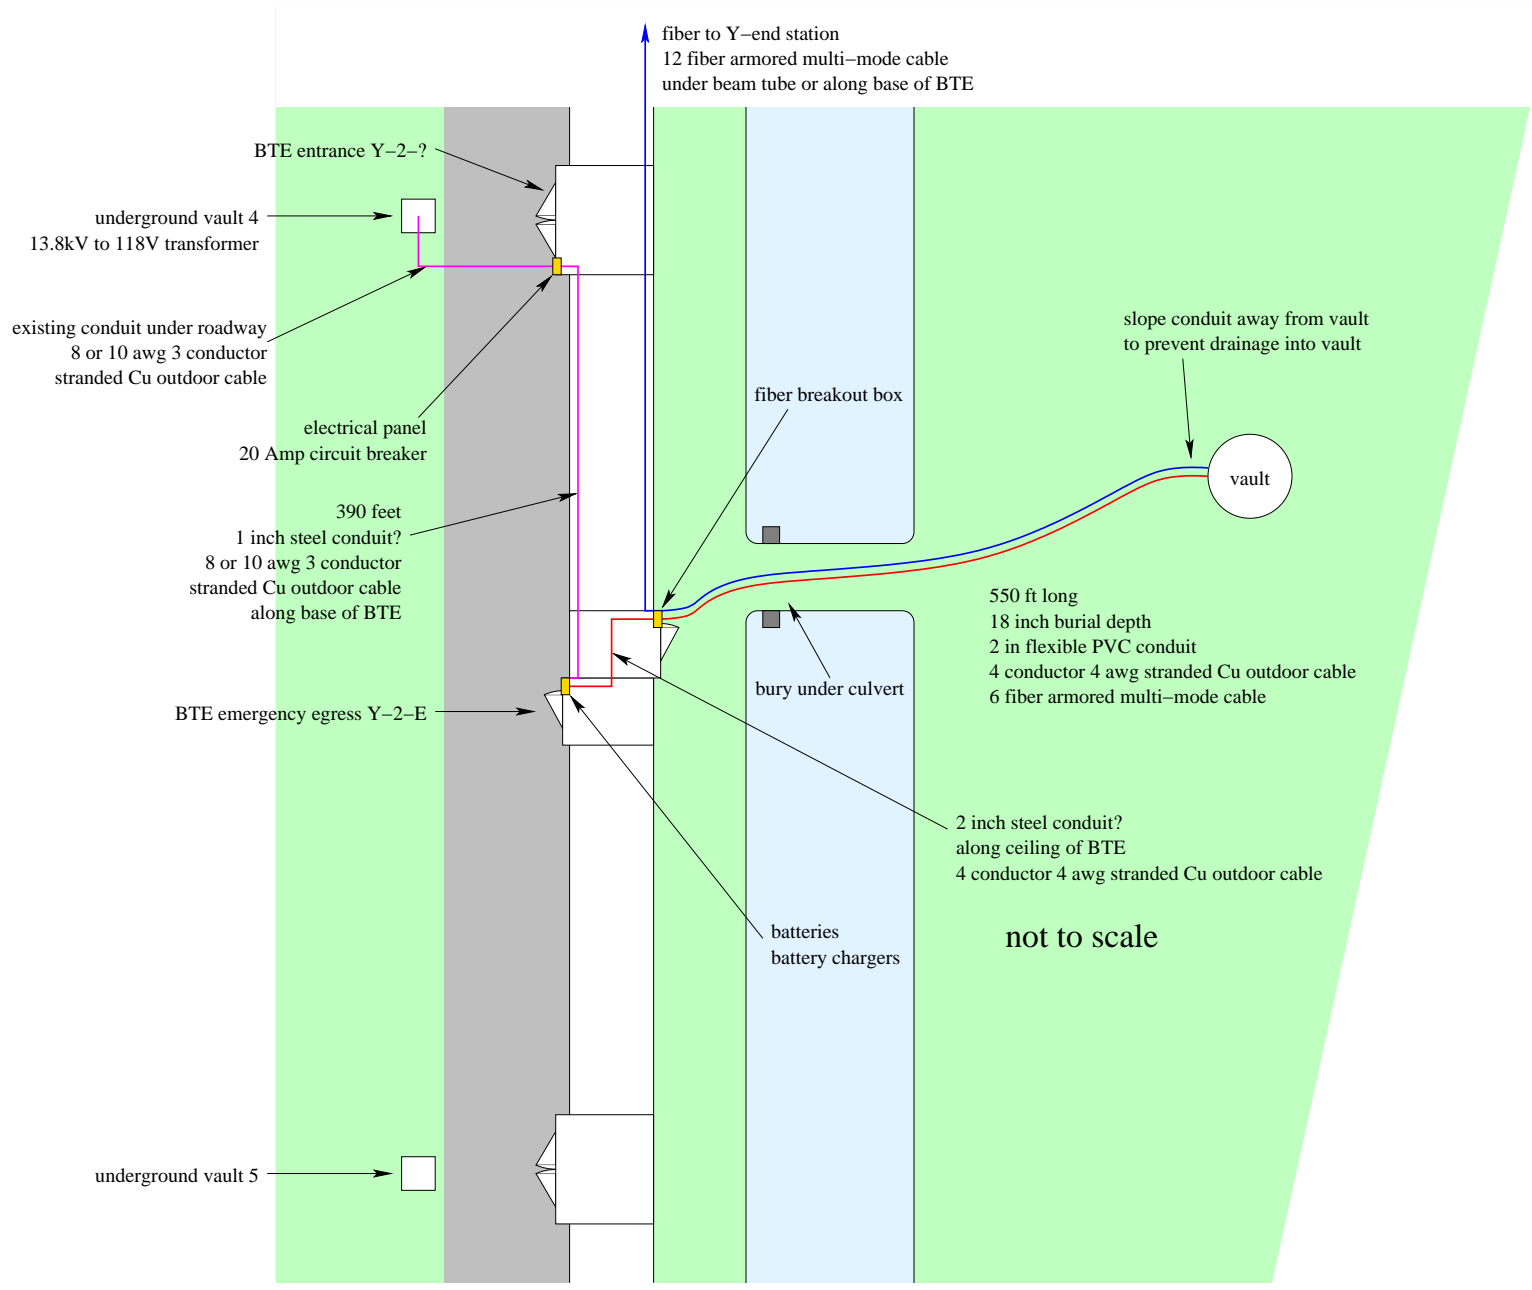 fiber to Y−end station
12 fiber armored multi−mode cable
under beam tube or along base of BTE
BTE entrance Y−2−?
underground vault 4
13.8kV to 118V transformer
existing conduit under roadway
8 or 10 awg 3 conductor
stranded Cu outdoor cable
slope conduit away from vault
to prevent drainage into vault
fiber breakout box
electrical panel
20 Amp circuit breaker
vault
390 feet
1 inch steel conduit?
8 or 10 awg 3 conductor
stranded Cu outdoor cable
along base of BTE
550 ft long
18 inch burial depth
2 in flexible PVC conduit
4 conductor 4 awg stranded Cu outdoor cable
6 fiber armored multi−mode cable
bury under culvert
BTE emergency egress Y−2−E
2 inch steel conduit?
along ceiling of BTE
4 conductor 4 awg stranded Cu outdoor cable
batteries
battery chargers
not to scale
underground vault 5